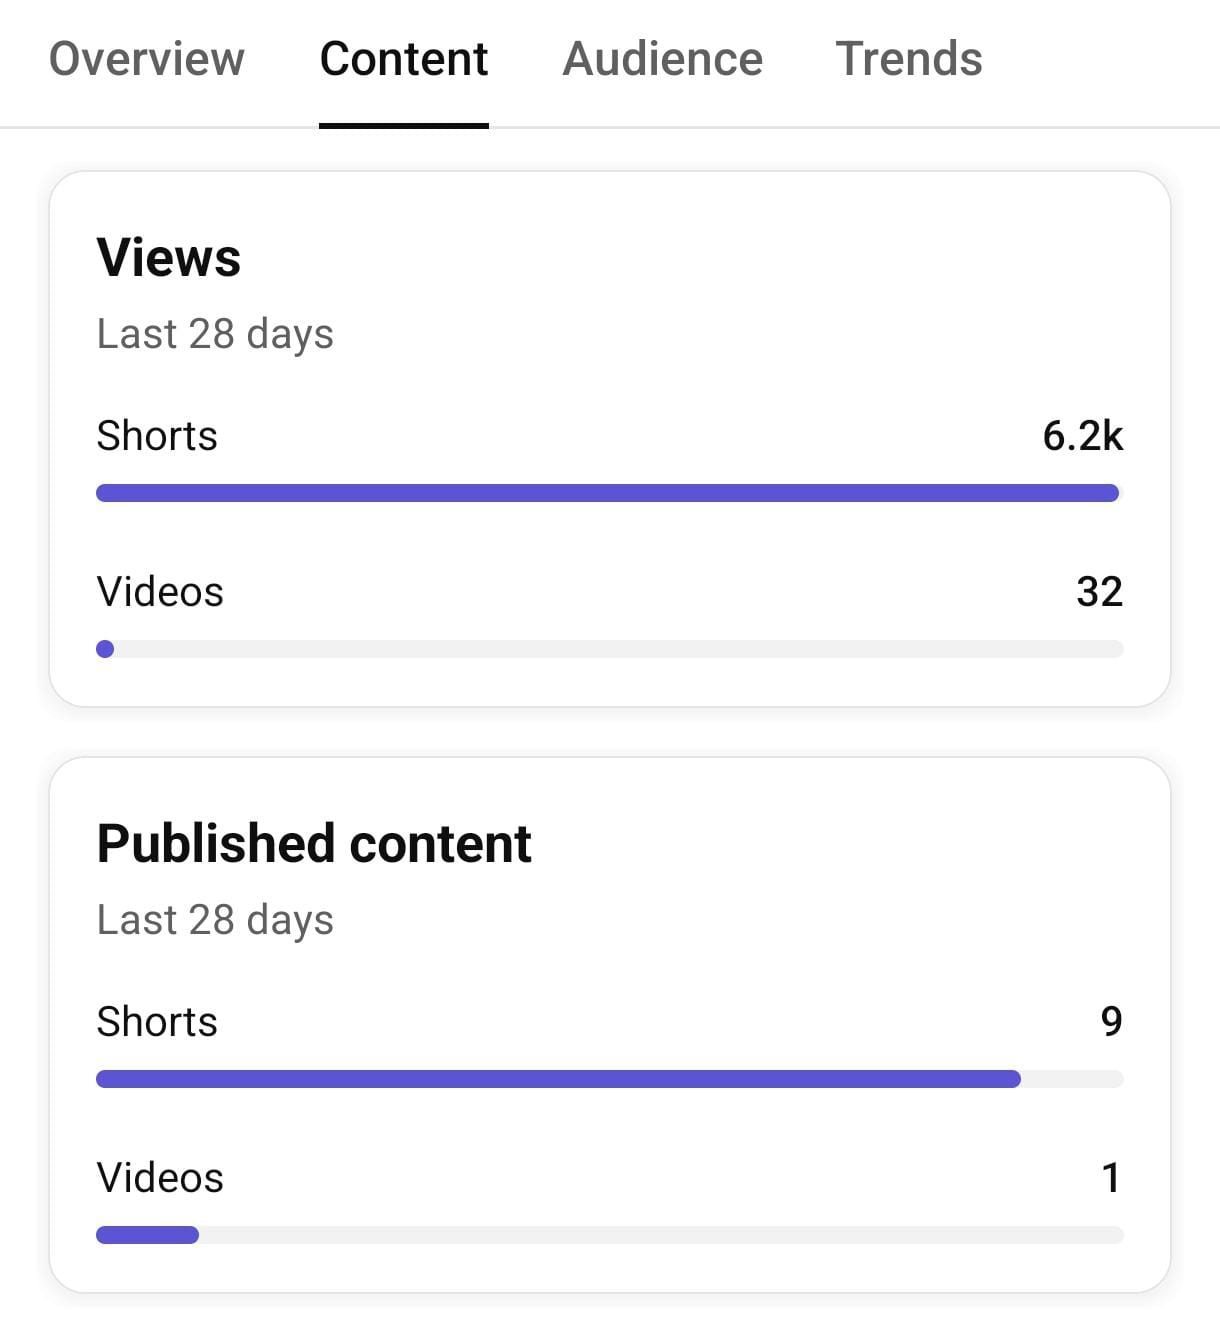 Overview Content Audience Trends
Views
Last 28 days
Shorts 6.2k
Videos 32
Published content
Last 28 days
Shorts 9
Videos 1